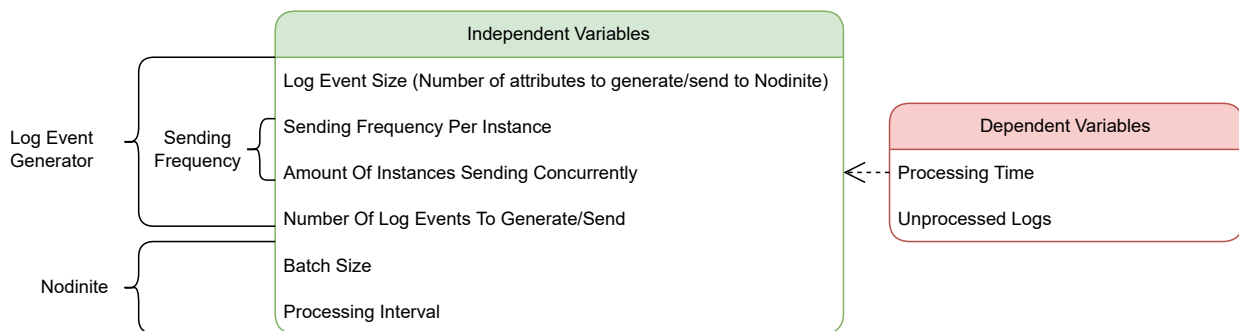 Independent Variables
Log Event Size (Number of attributes to generate/send to Nodinite)
Sending Frequency Per Instance
Amount Of Instances Sending Concurrently
Number Of Log Events To Generate/Send
Batch Size
Processing Interval
Log Event
Generator
Sending
Frequency
Nodinite
Dependent Variables
Processing Time
Unprocessed Logs